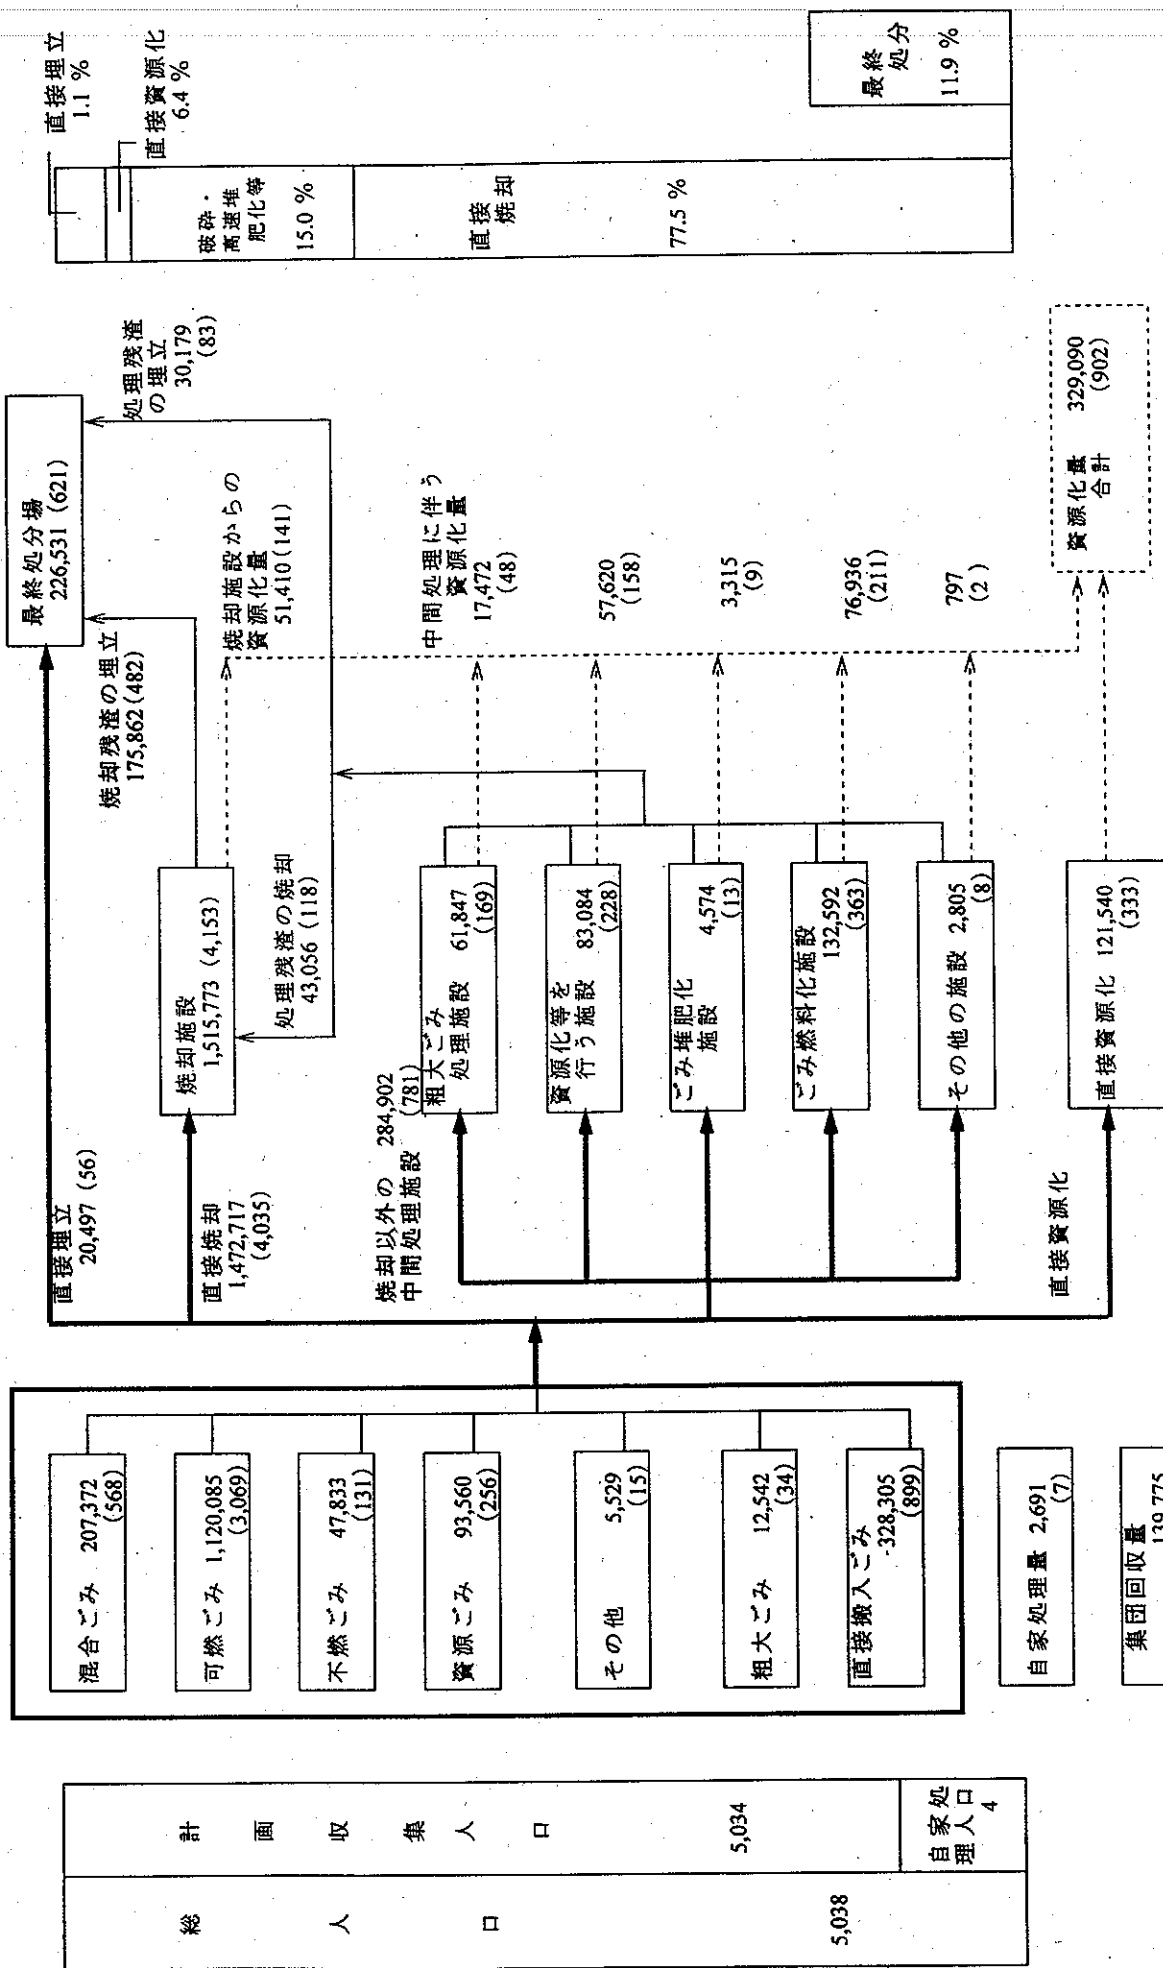 総人口
5,038
計画収集人口
5,034
自家処
理人口
4
混合ごみ 207,372
(568)
可燃ごみ 1,120,085
(3,069)
不燃ごみ 47,833
(131)
資源ごみ 93,560
(256)
その他 5,529
(15)
粗大ごみ 12,542
(34)
直接搬入ごみ
328,305
(899)
自家処理量 2,691
(7)
集団回収量
139,775
直接埋立
20,497 (56)
直接焼却
1,472,717
(4,035)
焼却以外の 284,902
中間処理施設 (781)
直接資源化
焼却施設
1,515,773 (4,153)
処理残渣の焼却
43,056 (118)
粗大ごみ
処理施設 61,847
(169)
資源化等を
行う施設 83,084
(228)
ごみ堆肥化
施設 4,574
(13)
ごみ燃料化施設
132,592
(363)
その他の施設 2,805
(8)
直接資源化 121,540
(333)
最終処分場
226,531 (621)
焼却残渣の埋立
175,862 (482)
処理残渣
の埋立
30,179
(83)
焼却施設からの
資源化量
51,410 (141)
中間処理に伴う
資源化量
17,472
(48)
57,620
(158)
3,315
(9)
76,936
(211)
797
(2)
資源化量 329,090
合計 (902)
直接埋立
1.1 %
直接資源化
6.4 %
破砕・
高速堆
肥化等
15.0 %
直接
焼却
77.5 %
最終
処分
11.9 %